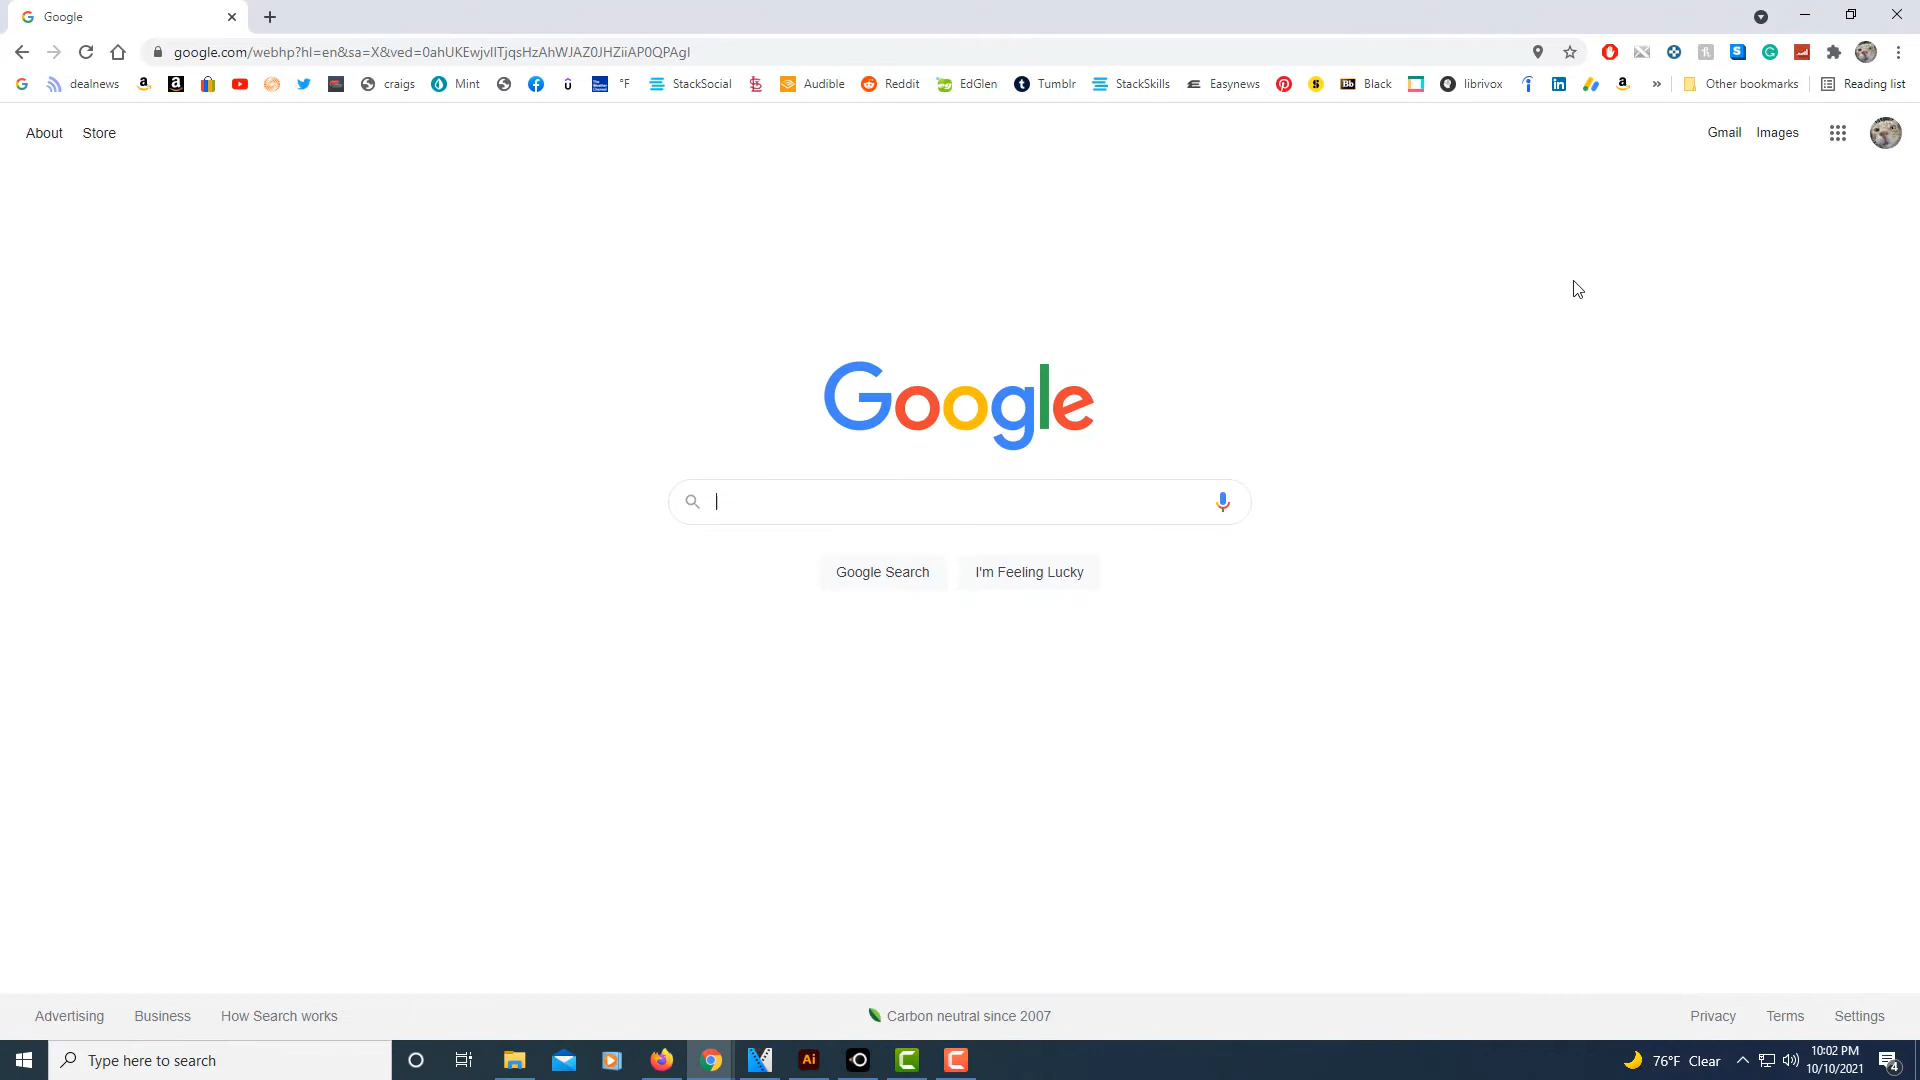 Google
google.com/webhp?hl=en&sa=X&ved=0ahUKEwjvlITjqsHzAhWJAZ0JHZiiAP0QPAgI
dealnews craigs Mint °F StackSocial Audible Reddit EdGlen Tumblr StackSkills Easynews Black librivox » Other bookmarks Reading list
About Store Gmail Images
Google
Google Search I'm Feeling Lucky
Advertising Business How Search works Carbon neutral since 2007 Privacy Terms Settings
Type here to search 76°F Clear 10:02 PM
10/10/2021 4